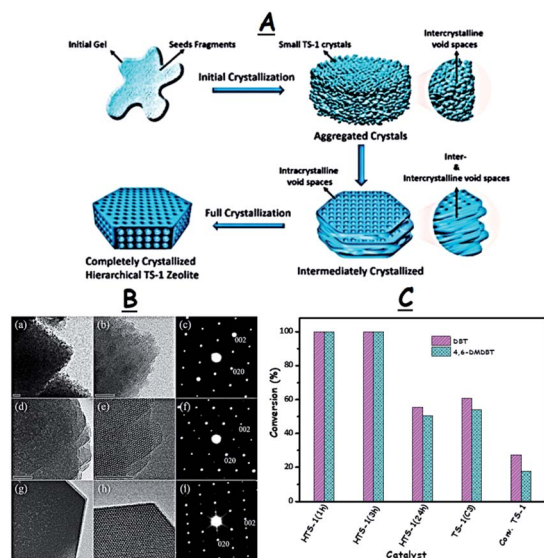 A
Initial Gel
Seeds Fragments
Initial Crystallization
Small TS-1 crystals
Intercrystalline
void spaces
Aggregated Crystals
Intracrystalline
void spaces
Inter-
&
Intercrystalline void spaces
Full Crystallization
Completely Crystallized
Hierarchical TS-1 Zeolite
Intermediately Crystallized
B
(a)
(b)
(c)
002
020
(d)
(e)
(f)
002
020
(g)
(h)
(i)
002
020
C
Conversion (%)
100
80
60
40
20
0
DBT
4,6-DMDBT
HTS-1(1h)
HTS-1(3h)
HTS-1(24h)
TS-1(C3)
Con. TS-1
Catalyst